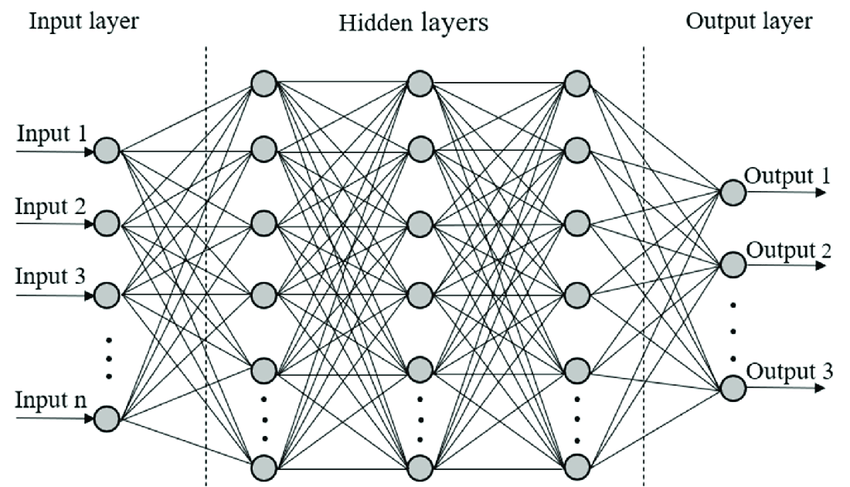 Input layer
Hidden layers
Output layer
Input 1
Input 2
Input 3
Input n
Output 1
Output 2
Output 3